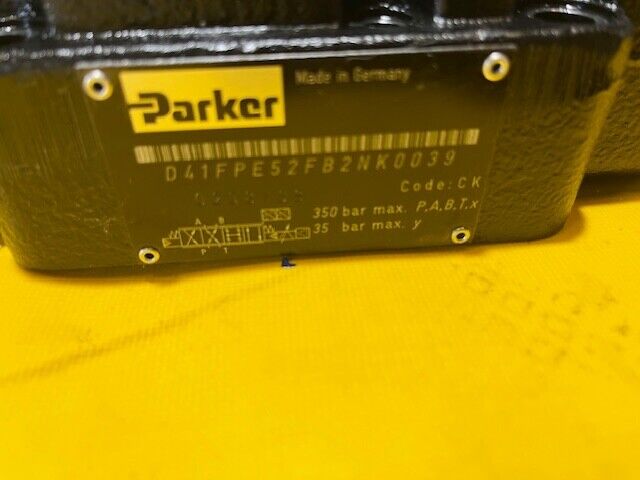 Parker
Made in Germany
D41FPE52FB2NK0039
Code: CK
A B
350 bar max. P.A.B.T.x
35 bar max. y
P T